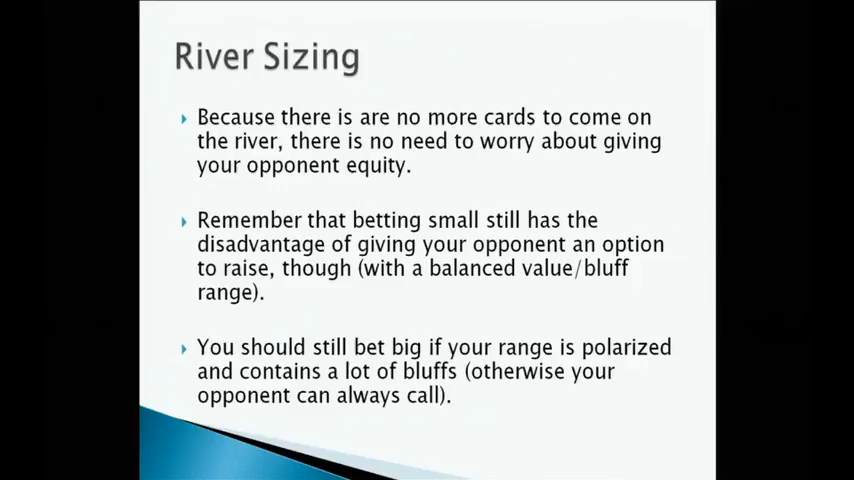 River Sizing
Because there is are no more cards to come on
the river, there is no need to worry about giving
your opponent equity.
Remember that betting small still has the
disadvantage of giving your opponent an option
to raise, though (with a balanced value/bluff
range).
You should still bet big if your range is polarized
and contains a lot of bluffs (otherwise your
opponent can always call).